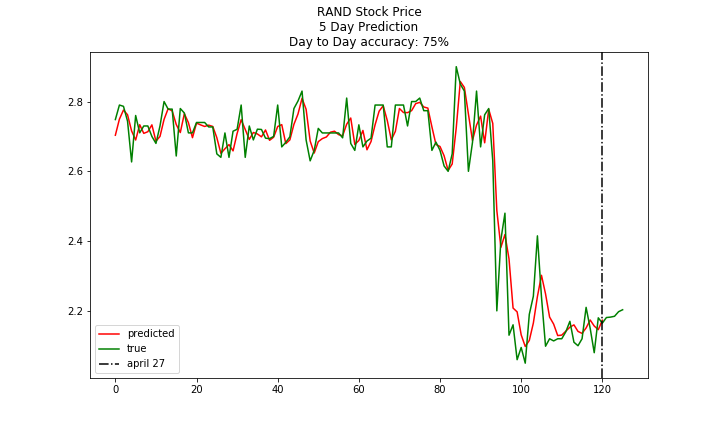 RAND Stock Price
5 Day Prediction
Day to Day accuracy: 75%
2.8
2.6
2.4
2.2
predicted
true
april 27
0 20 40 60 80 100 120